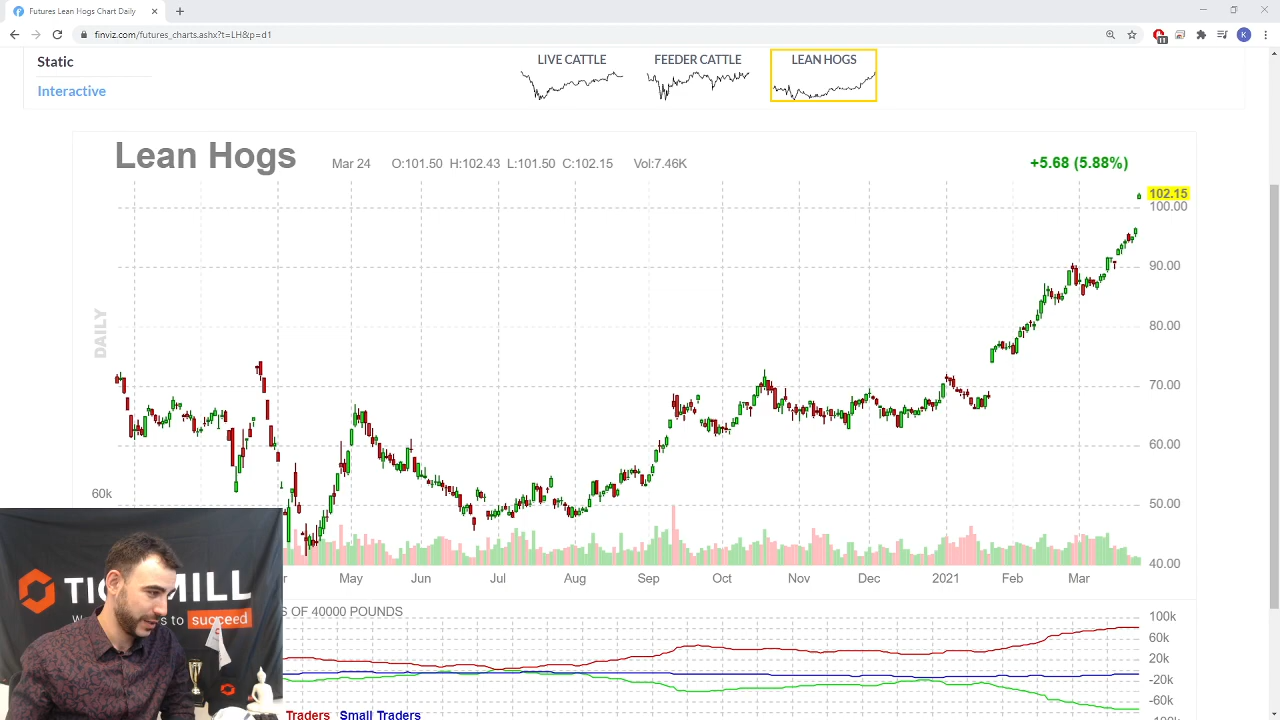 Futures Lean Hogs Chart Daily
finviz.com/futures_charts.ashx?t=LH&p=d1
11
K
Static
Interactive
LIVE CATTLE
FEEDER CATTLE
LEAN HOGS
Lean Hogs
Mar 24 O:101.50 H:102.43 L:101.50 C:102.15 Vol:7.46K
+5.68 (5.88%)
102.15
100.00
90.00
80.00
70.00
60.00
50.00
40.00
DAILY
60k
May Jun Jul Aug Sep Oct Nov Dec 2021 Feb Mar
S OF 40000 POUNDS
100k
60k
20k
-20k
-60k
Traders Small Traders
succeed